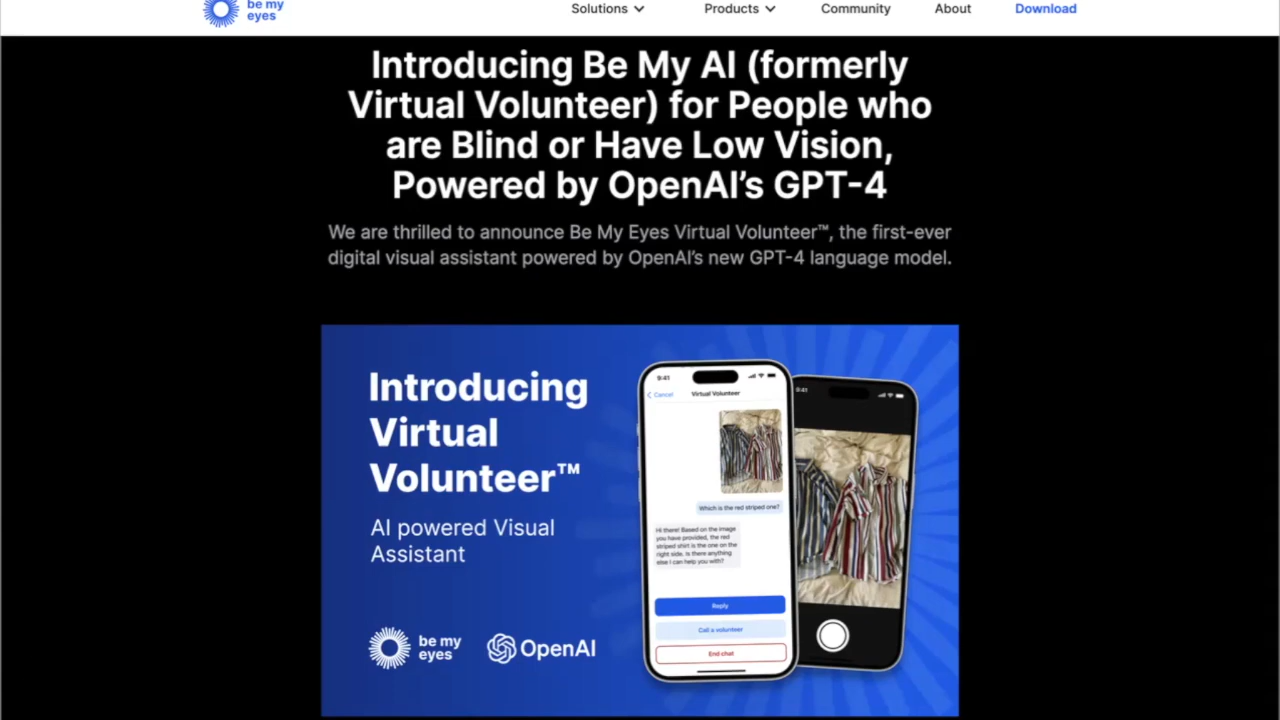 be my
eyes
Solutions
Products
Community
About
Download
Introducing Be My AI (formerly
Virtual Volunteer) for People who
are Blind or Have Low Vision,
Powered by OpenAI's GPT-4
We are thrilled to announce Be My Eyes Virtual Volunteer™, the first-ever
digital visual assistant powered by OpenAI's new GPT-4 language model.
Introducing
Virtual
Volunteer™
AI powered Visual
Assistant
be my
eyes
OpenAI
9:41
Cancel
Virtual Volunteer
Which is the red striped one?
Hi there! Based on the image
you have provided, the red
striped shirt is the one on the
right side. Is there anything
else I can help you with?
Reply
Call a volunteer
End chat
9:41